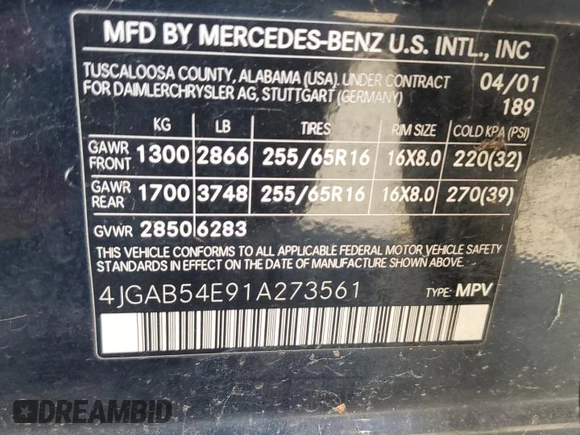 MFD BY MERCEDES-BENZ U.S. INTL., INC
TUSCALOOSA COUNTY, ALABAMA (USA), UNDER CONTRACT 04/01
FOR DAIMLERCHRYSLER AG, STUTTGART (GERMANY) 189
KG LB TIRES RIM SIZE COLD KPA (PSI)
GAWR FRONT 1300 2866 255/65R16 16X8.0 220(32)
GAWR REAR 1700 3748 255/65R16 16X8.0 270(39)
GVWR 2850 6283
THIS VEHICLE CONFORMS TO ALL APPLICABLE FEDERAL MOTOR VEHICLE SAFETY
STANDARDS IN EFFECT ON THE DATE OF MANUFACTURE SHOWN ABOVE
4JGAB54E91A273561 TYPE: MPV
DREAMBID